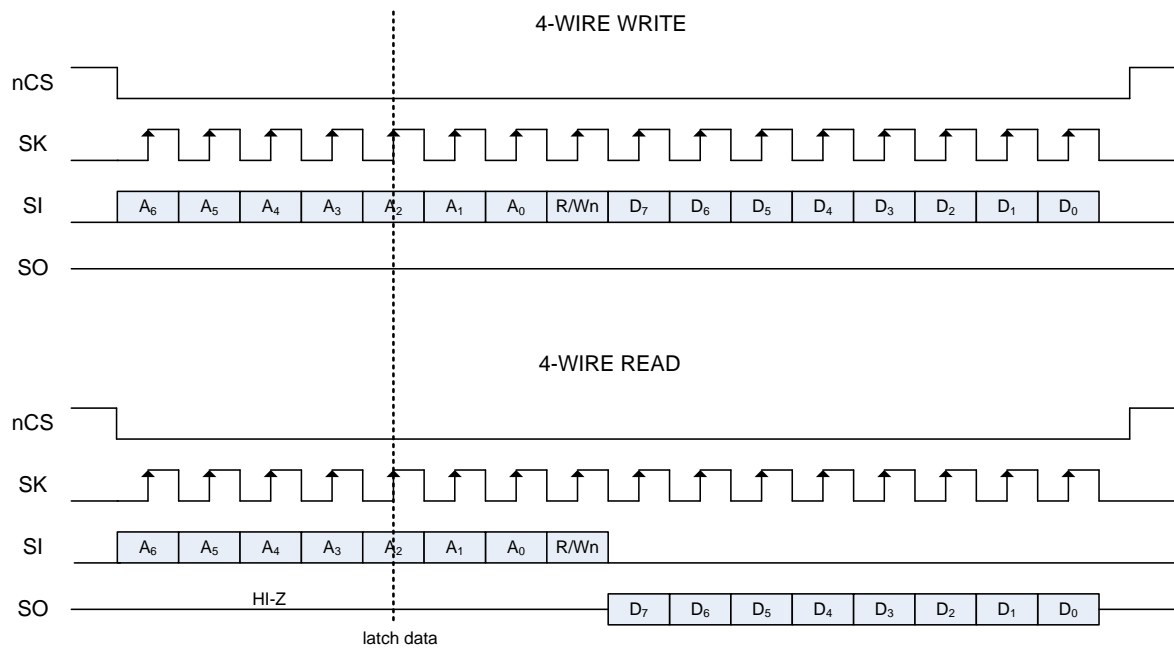 4-WIRE WRITE
nCS
SK
SI A₆ A₅ A₄ A₃ A₂ A₁ A₀ R/Wn D₇ D₆ D₅ D₄ D₃ D₂ D₁ D₀
SO
4-WIRE READ
nCS
SK
SI A₆ A₅ A₄ A₃ A₂ A₁ A₀ R/Wn
SO HI-Z D₇ D₆ D₅ D₄ D₃ D₂ D₁ D₀
latch data